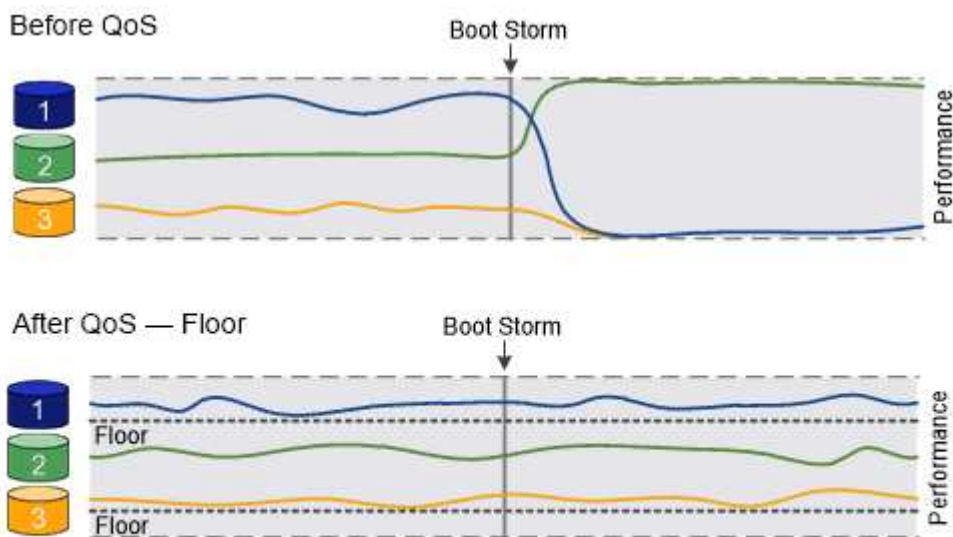 Before QoS
Boot Storm
1
2
3
Performance
After QoS — Floor
Boot Storm
1
Floor
2
3
Floor
Performance